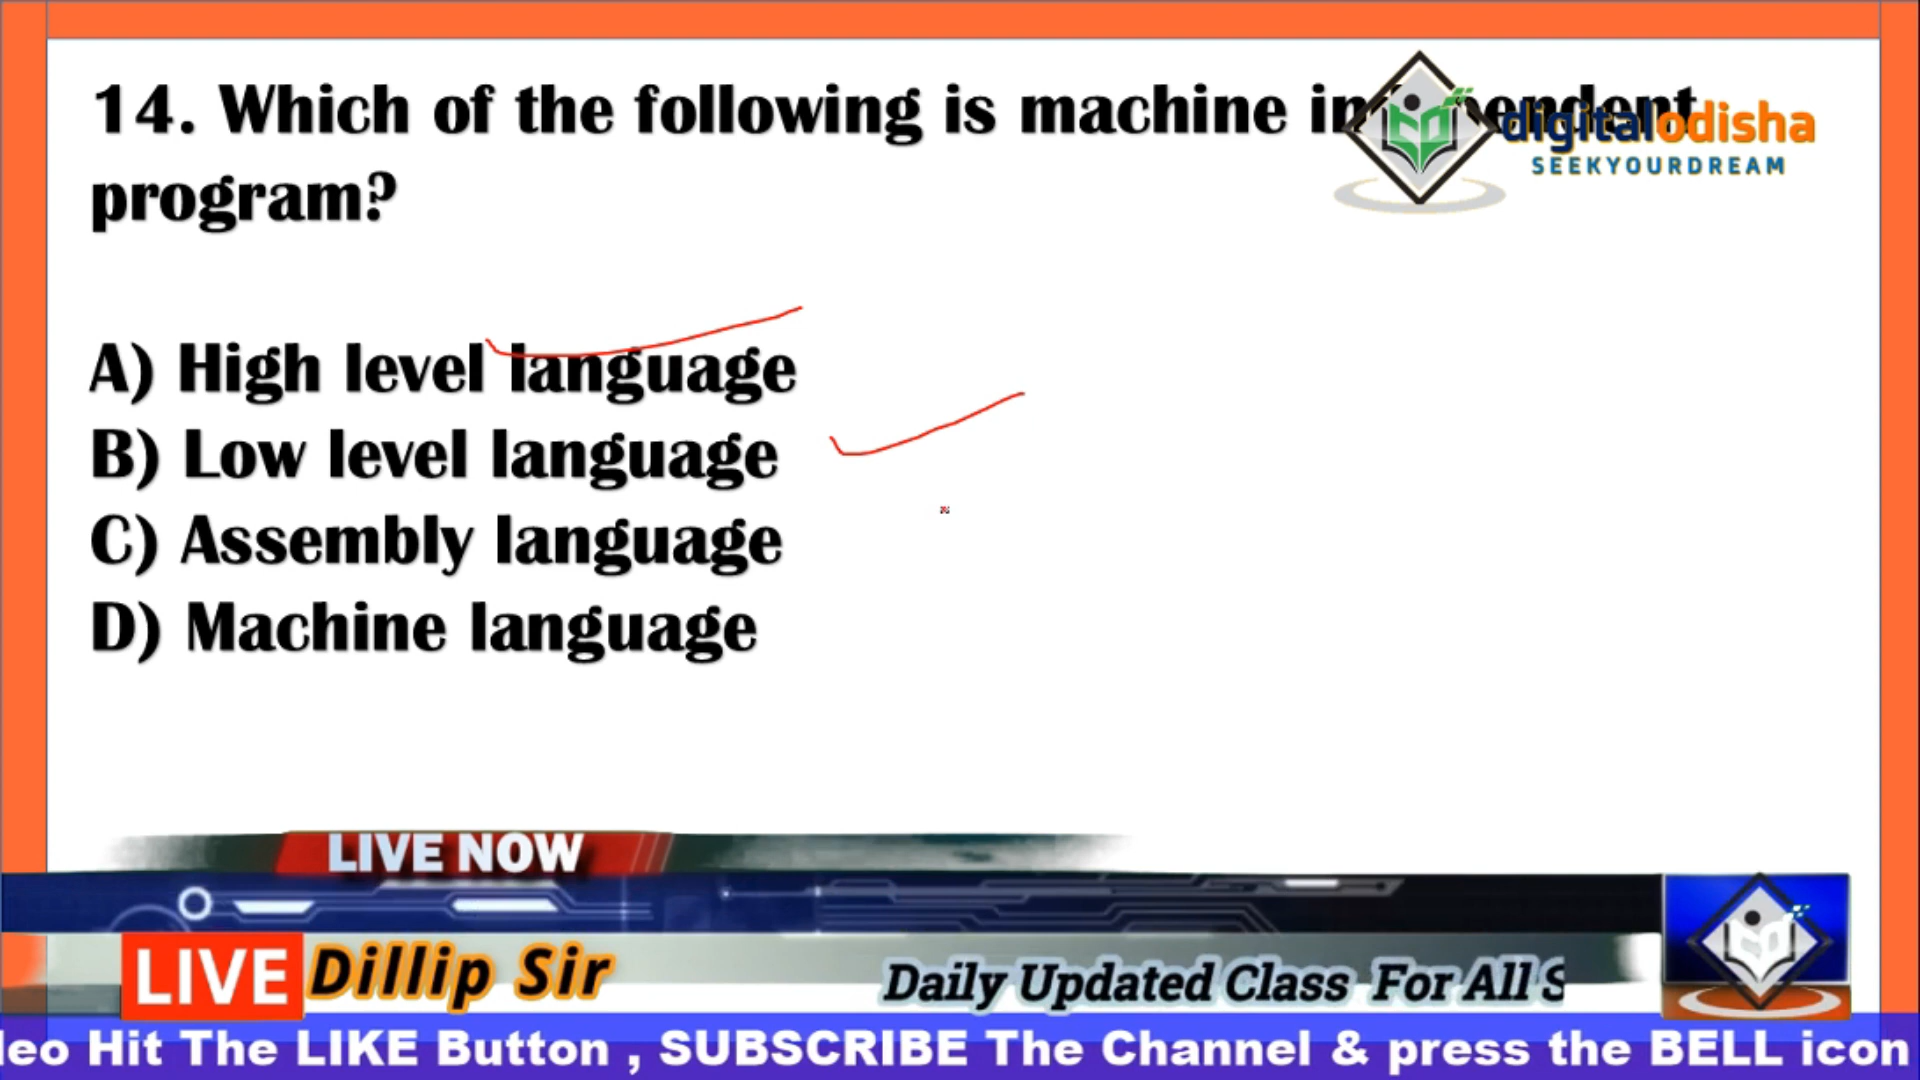 14. Which of the following is machine independent
program?
digitalodisha
SEEKYOURDREAM
A) High level language
B) Low level language
C) Assembly language
D) Machine language
LIVE NOW
LIVE Dillip Sir
Daily Updated Class For All S
leo Hit The LIKE Button , SUBSCRIBE The Channel & press the BELL icon